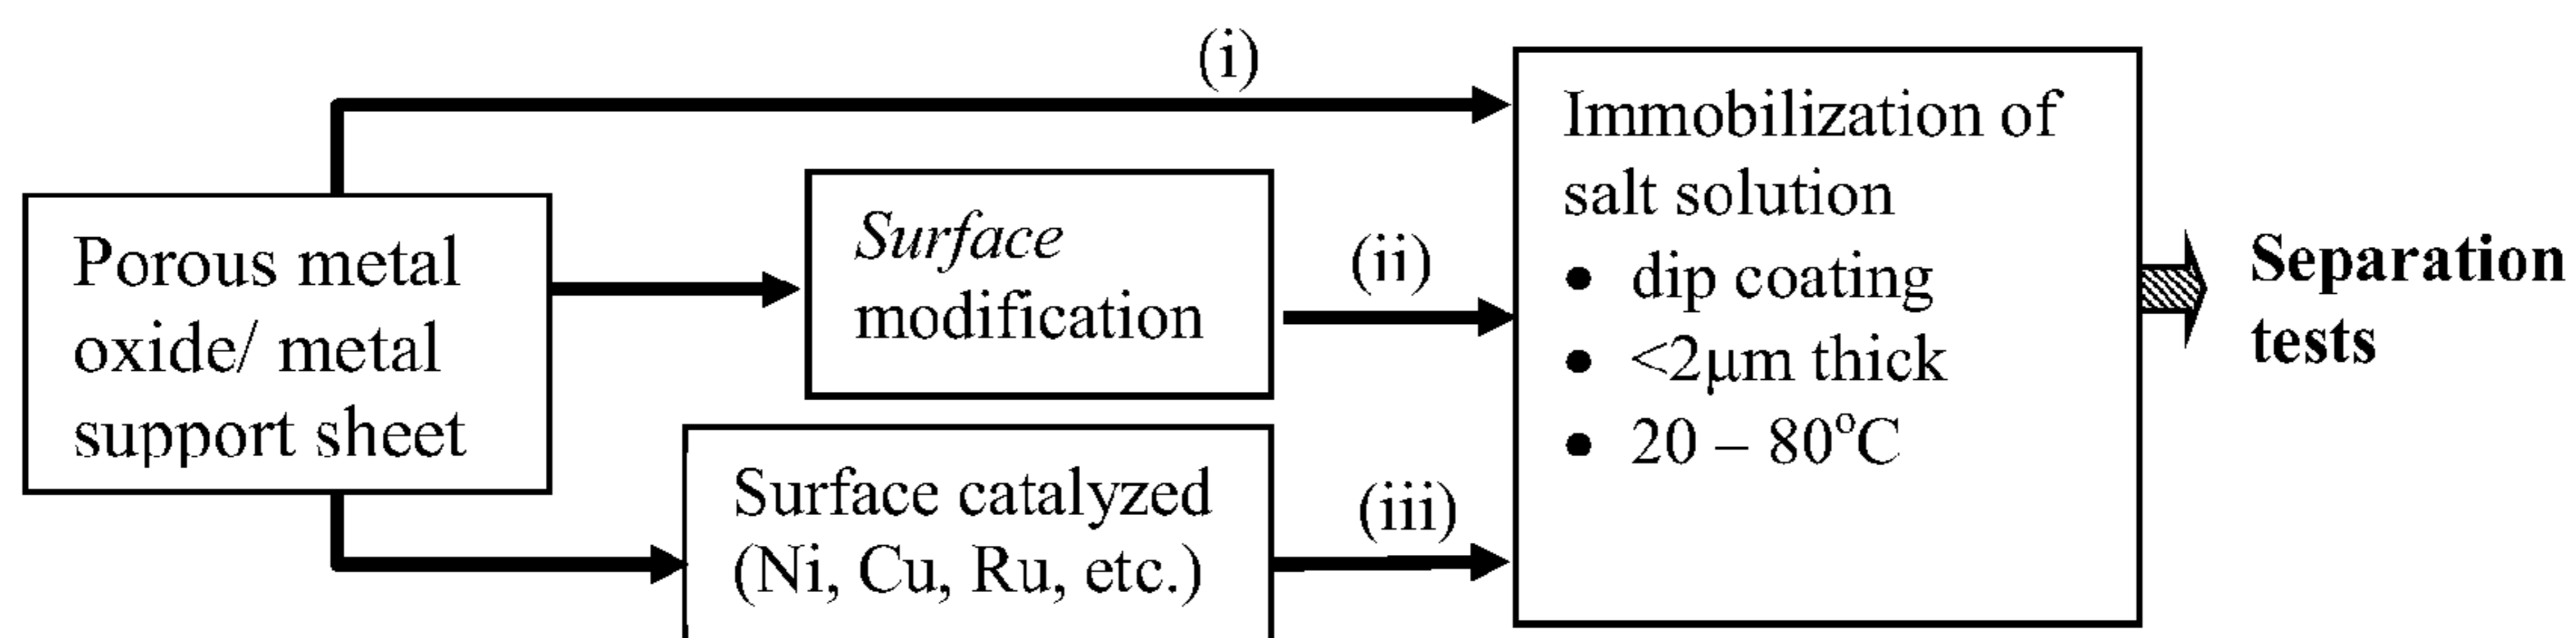 (i)
Porous metal
oxide/ metal
support sheet
Surface
modification
(ii)
Surface catalyzed
(Ni, Cu, Ru, etc.)
(iii)
Immobilization of
salt solution
• dip coating
• <2μm thick
• 20 – 80°C
Separation
tests